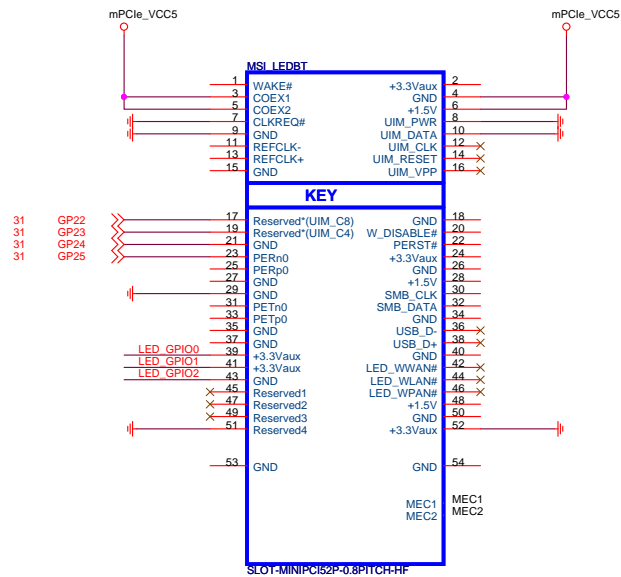 mPCIe_VCC5 mPCIe_VCC5
MSI_LEDBT
1 WAKE# +3.3Vaux 2
3 COEX1 GND 4
5 COEX2 +1.5V 6
7 CLKREQ# UIM_PWR 8
9 GND UIM_DATA 10
11 REFCLK- UIM_CLK 12
13 REFCLK+ UIM_RESET 14
15 GND UIM_VPP 16
KEY
31 GP22 17 Reserved*(UIM_C8) GND 18
31 GP23 19 Reserved*(UIM_C4) W_DISABLE# 20
31 GP24 21 GND PERST# 22
31 GP25 23 PERn0 +3.3Vaux 24
25 PERp0 GND 26
27 GND +1.5V 28
29 GND SMB_CLK 30
31 PETn0 SMB_DATA 32
33 PETp0 GND 34
35 GND USB_D- 36
37 GND USB_D+ 38
LED_GPIO0 39 +3.3Vaux GND 40
LED_GPIO1 41 +3.3Vaux LED_WWAN# 42
LED_GPIO2 43 GND LED_WLAN# 44
45 Reserved1 LED_WPAN# 46
47 Reserved2 +1.5V 48
49 Reserved3 GND 50
51 Reserved4 +3.3Vaux 52
53 GND GND 54
MEC1 MEC1
MEC2 MEC2
SLOT-MINIPCI52P-0.8PITCH-HF